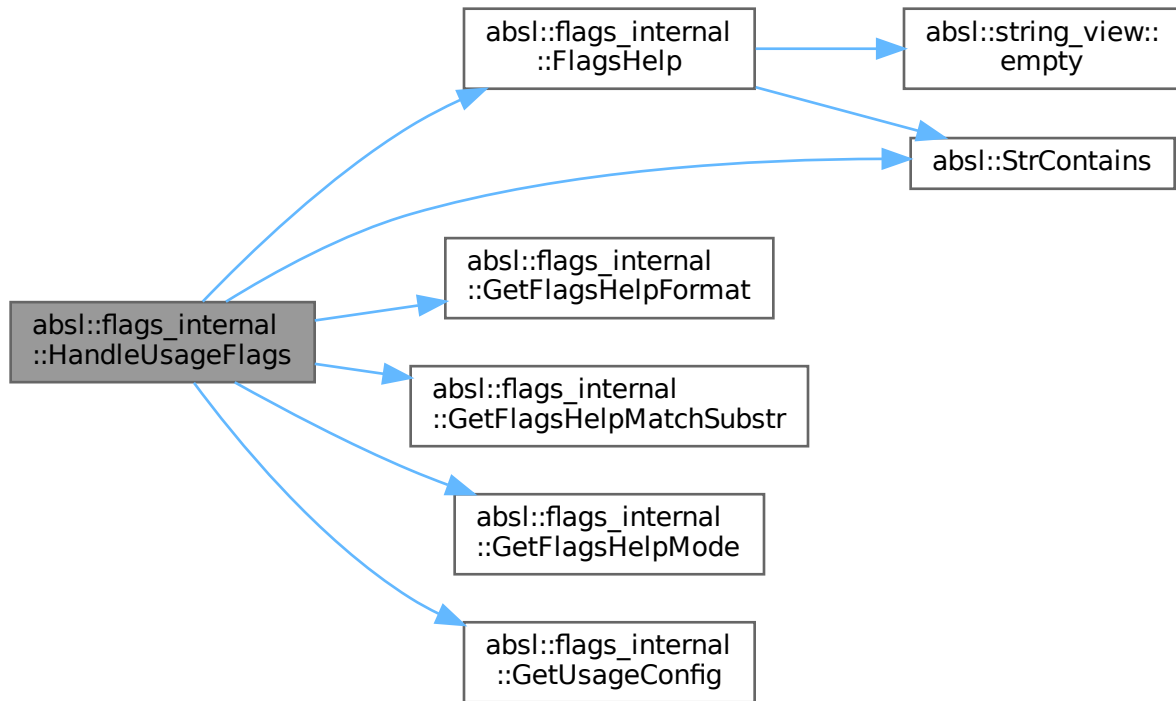 absl::flags_internal
::FlagsHelp
absl::string_view::
empty
absl::StrContains
absl::flags_internal
::GetFlagsHelpFormat
absl::flags_internal
::HandleUsageFlags
absl::flags_internal
::GetFlagsHelpMatchSubstr
absl::flags_internal
::GetFlagsHelpMode
absl::flags_internal
::GetUsageConfig